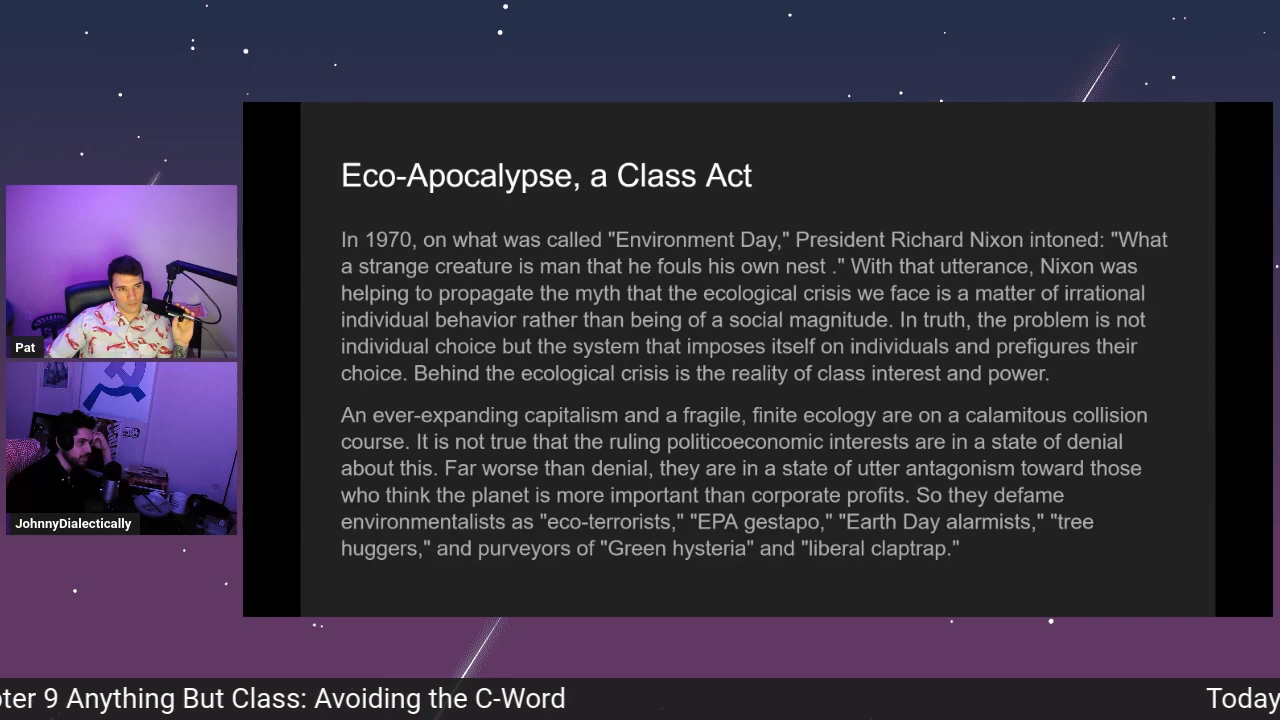 Eco-Apocalypse, a Class Act
In 1970, on what was called "Environment Day," President Richard Nixon intoned: "What
a strange creature is man that he fouls his own nest ." With that utterance, Nixon was
helping to propagate the myth that the ecological crisis we face is a matter of irrational
individual behavior rather than being of a social magnitude. In truth, the problem is not
individual choice but the system that imposes itself on individuals and prefigures their
choice. Behind the ecological crisis is the reality of class interest and power.
An ever-expanding capitalism and a fragile, finite ecology are on a calamitous collision
course. It is not true that the ruling politicoeconomic interests are in a state of denial
about this. Far worse than denial, they are in a state of utter antagonism toward those
who think the planet is more important than corporate profits. So they defame
environmentalists as "eco-terrorists," "EPA gestapo," "Earth Day alarmists," "tree
huggers," and purveyors of "Green hysteria" and "liberal claptrap."
Pat
JohnnyDialectically
pter 9 Anything But Class: Avoiding the C-Word
Today